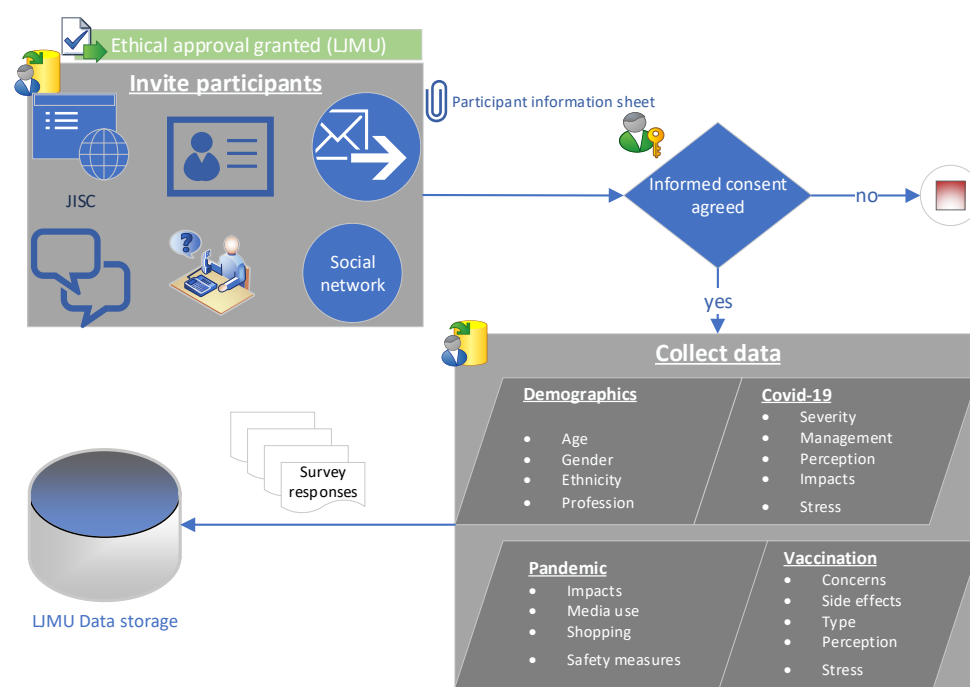 Ethical approval granted (LJMU)
Invite participants
Participant information sheet
JISC
?
Social
network
Informed consent
agreed
no
yes
Collect data
Demographics
• Age
• Gender
• Ethnicity
• Profession
Covid-19
• Severity
• Management
• Perception
• Impacts
• Stress
Survey
responses
LJMU Data storage
Pandemic
• Impacts
• Media use
• Shopping
• Safety measures
Vaccination
• Concerns
• Side effects
• Type
• Perception
• Stress